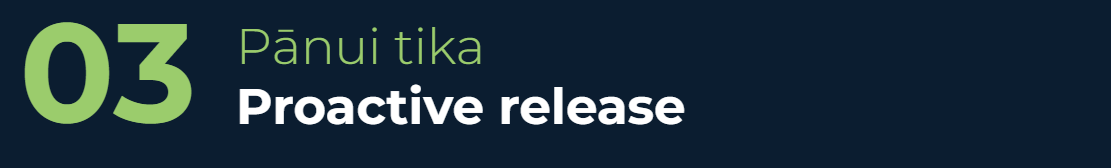 03
Pānui tika
Proactive release